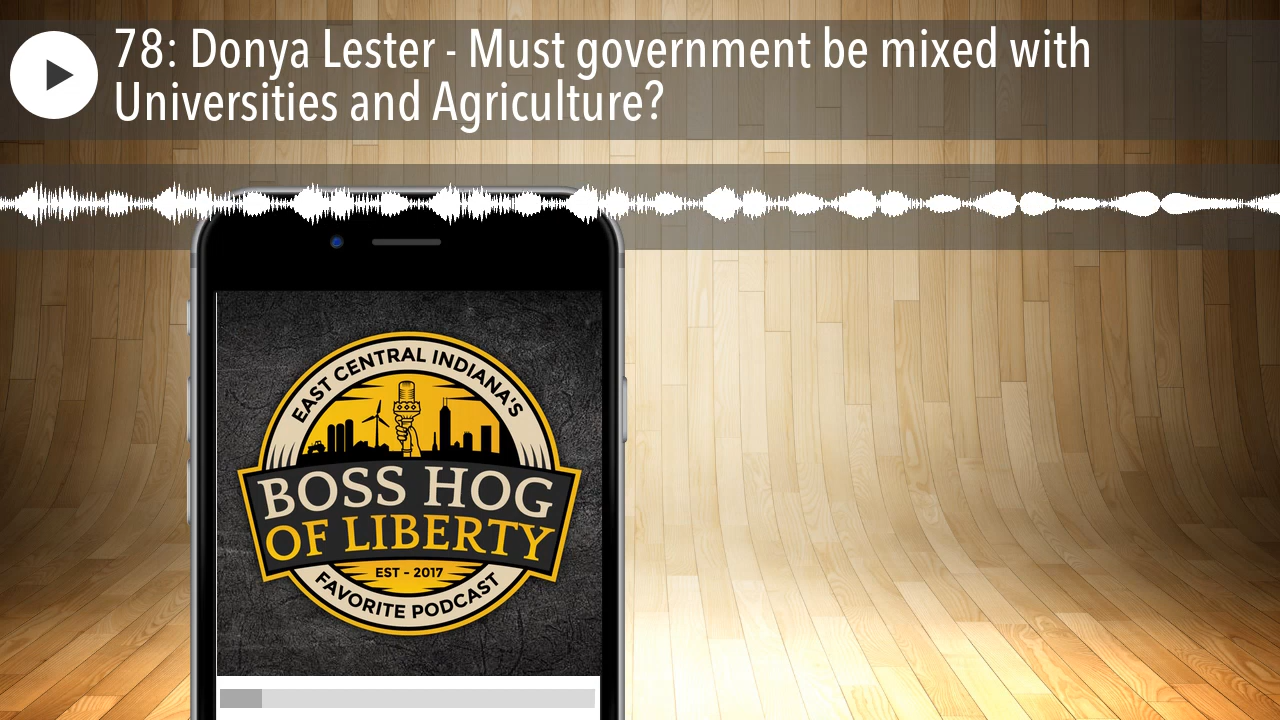 78: Donya Lester - Must government be mixed with
Universities and Agriculture?
EAST CENTRAL INDIANA'S
BOSS HOG
OF LIBERTY
EST - 2017
FAVORITE PODCAST